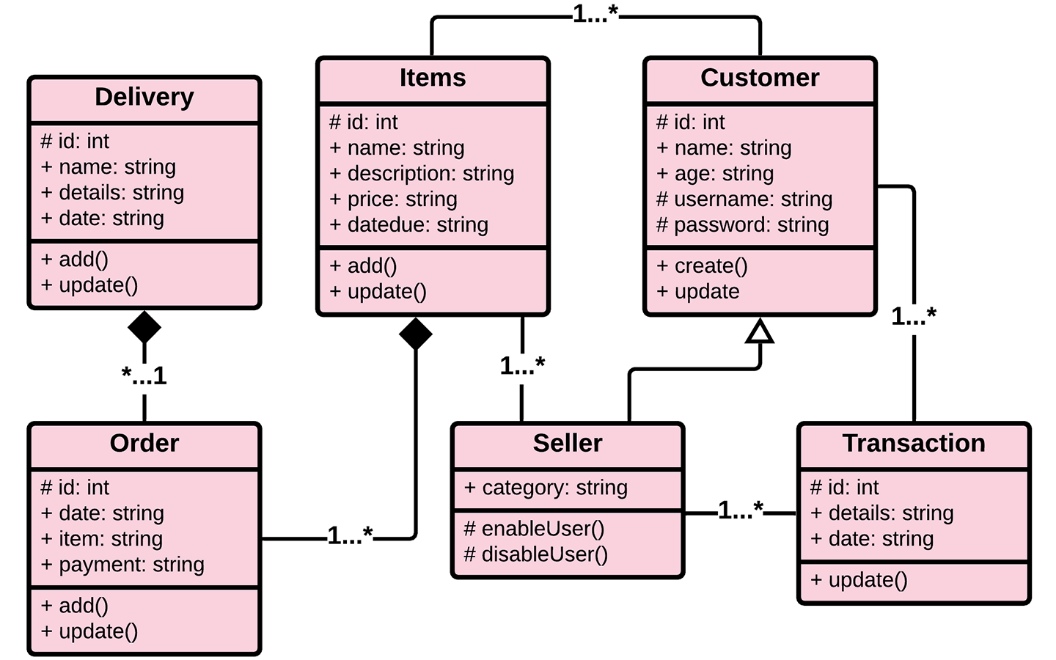 1...*
Delivery
# id: int
+ name: string
+ details: string
+ date: string
+ add()
+ update()
Items
# id: int
+ name: string
+ description: string
+ price: string
+ datedue: string
+ add()
+ update()
Customer
# id: int
+ name: string
+ age: string
# username: string
# password: string
+ create()
+ update
*...1
1...*
1...*
Order
# id: int
+ date: string
+ item: string
+ payment: string
+ add()
+ update()
1...*
Seller
+ category: string
# enableUser()
# disableUser()
1...*
Transaction
# id: int
+ details: string
+ date: string
+ update()